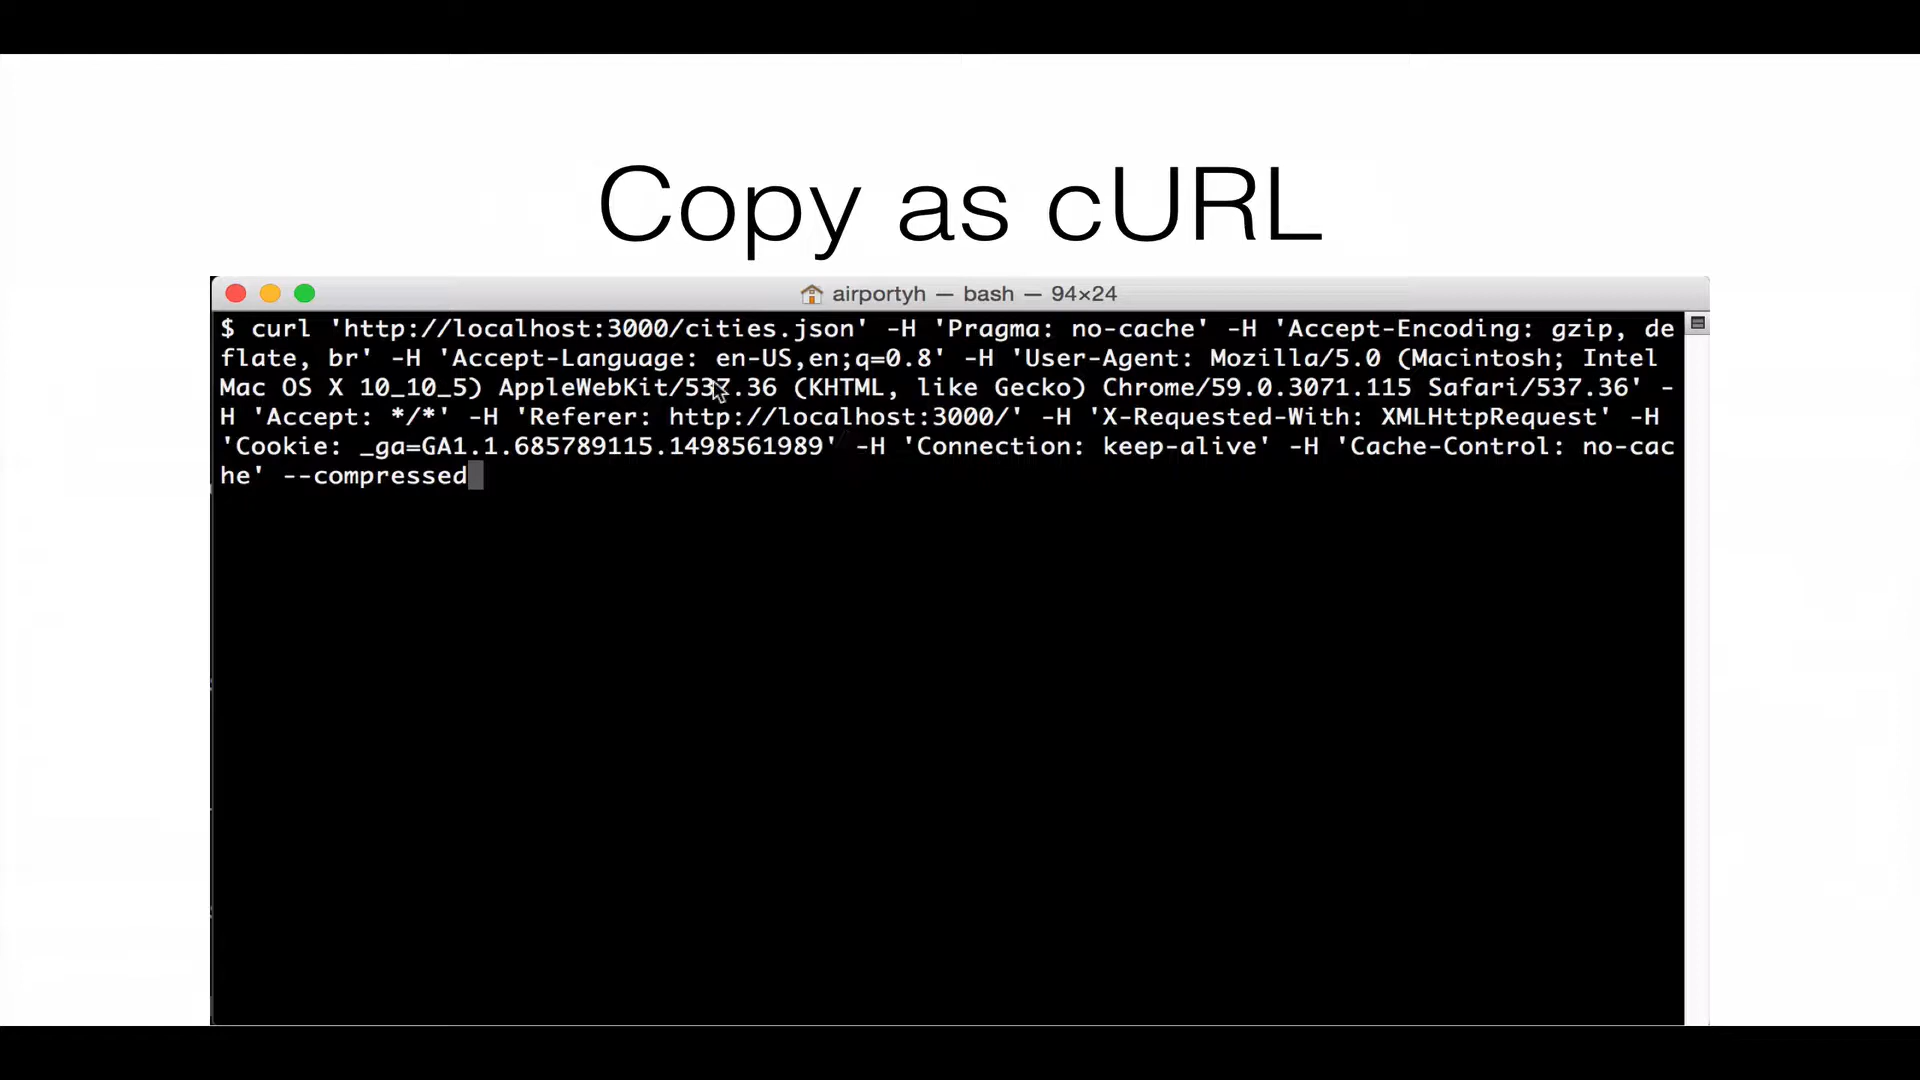 Copy as cURL
airportyh — bash — 94×24
$ curl 'http://localhost:3000/cities.json' -H 'Pragma: no-cache' -H 'Accept-Encoding: gzip, de
flate, br' -H 'Accept-Language: en-US,en;q=0.8' -H 'User-Agent: Mozilla/5.0 (Macintosh; Intel
Mac OS X 10_10_5) AppleWebKit/537.36 (KHTML, like Gecko) Chrome/59.0.3071.115 Safari/537.36' -
H 'Accept: */*' -H 'Referer: http://localhost:3000/' -H 'X-Requested-With: XMLHttpRequest' -H
'Cookie: _ga=GA1.1.685789115.1498561989' -H 'Connection: keep-alive' -H 'Cache-Control: no-cac
he' --compressed